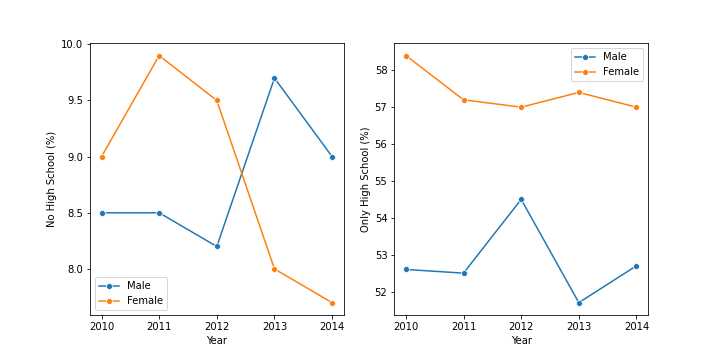 No High School (%)
10.0
9.5
9.0
8.5
8.0
Male
Female
2010 2011 2012 2013 2014
Year
Only High School (%)
58
57
56
55
54
53
52
Male
Female
2010 2011 2012 2013 2014
Year